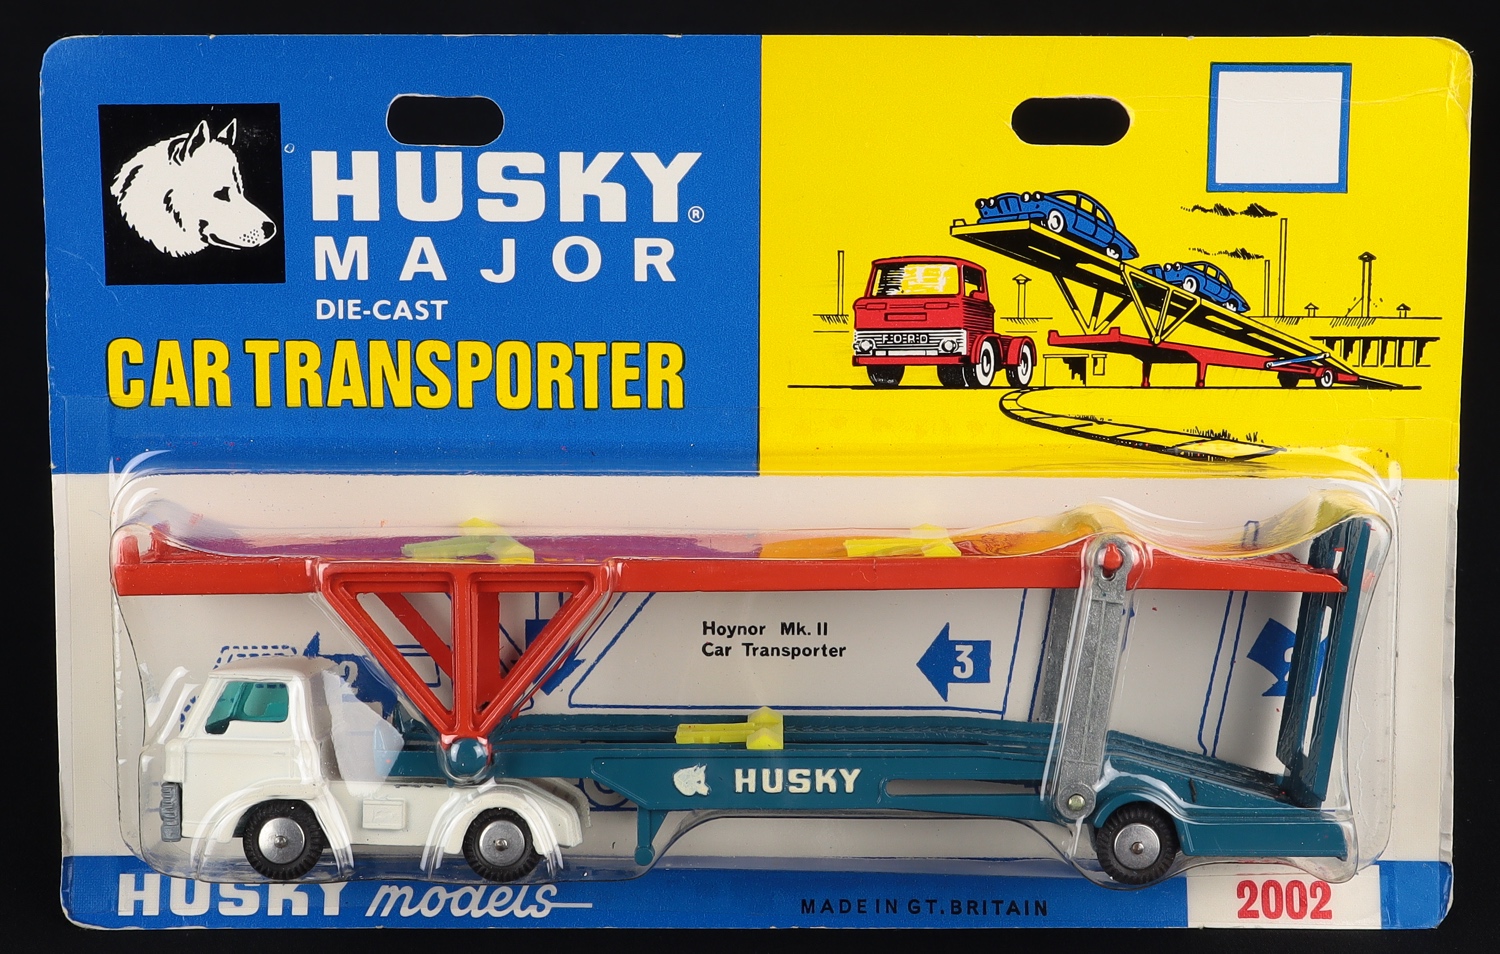 HUSKY®
MAJOR
DIE-CAST
CAR TRANSPORTER
FORD
Hoynor Mk. II
Car Transporter
3
2
HUSKY
HUSKY models
MADE IN GT. BRITAIN
2002